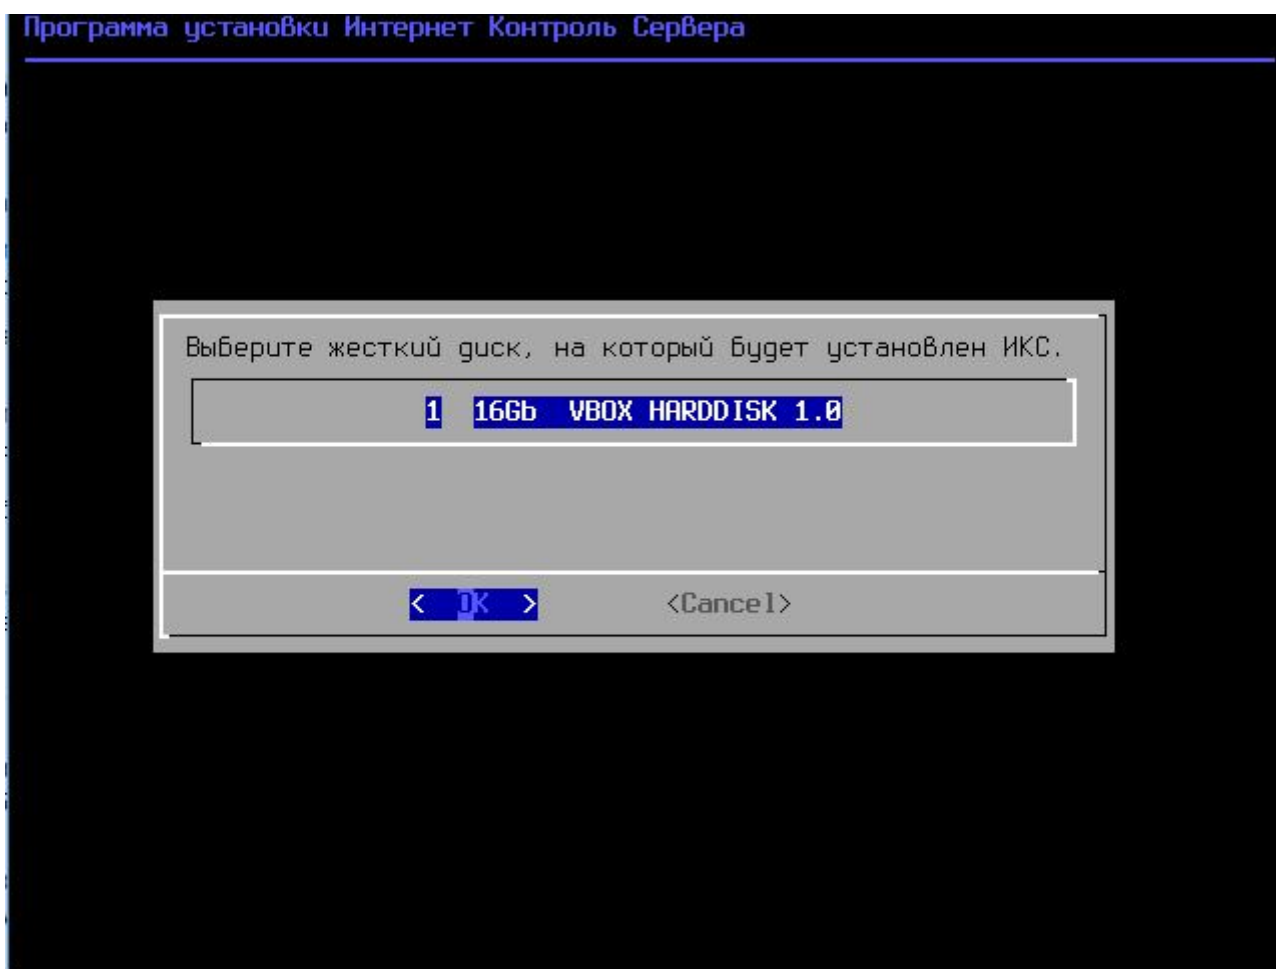 Программа установки Интернет Контроль Сервера
Выберите жесткий диск, на который будет установлен ИКС.
1 16Gb VBOX HARDDISK 1.0
< OK > <Cancel>